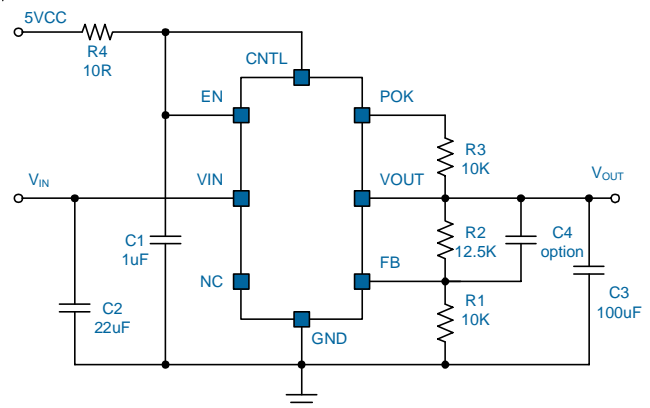 5VCC
R4
10R
CNTL
EN
POK
R3
10K
VIN
VIN
VOUT
VOUT
C1
1uF
R2
12.5K
C4
option
NC
FB
C2
22uF
R1
10K
C3
100uF
GND